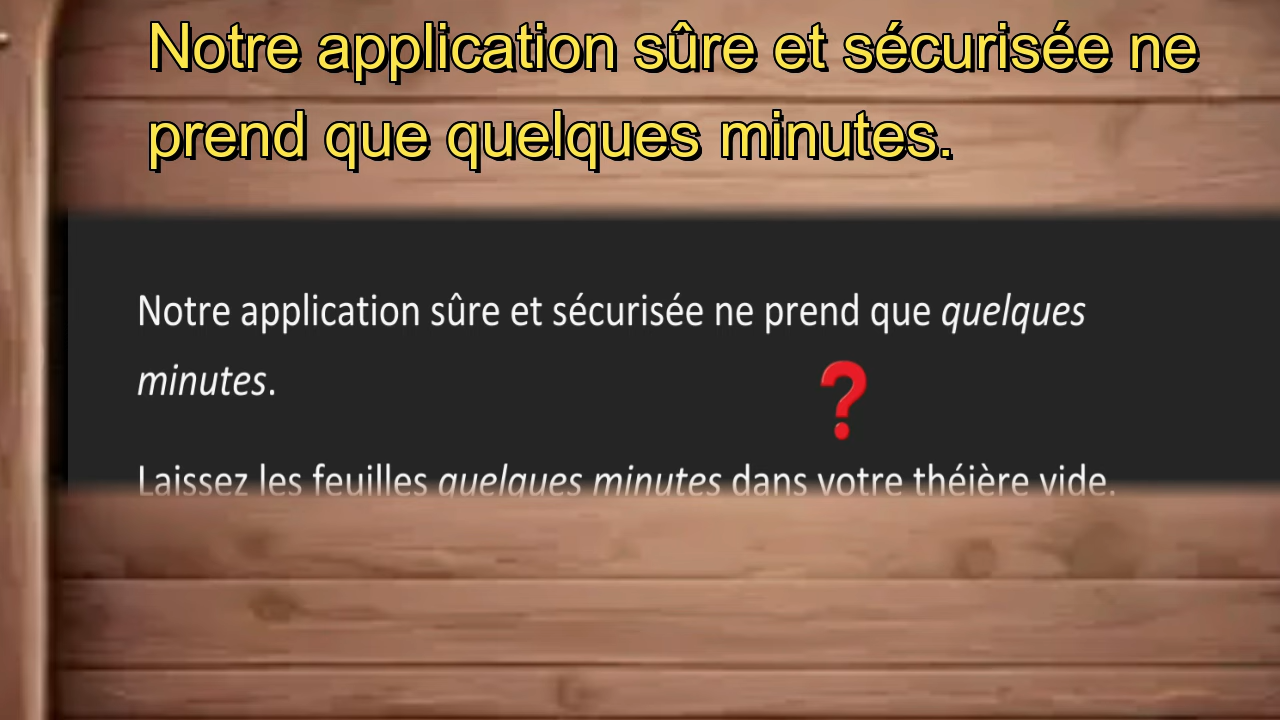 Notre application sûre et sécurisée ne
prend que quelques minutes.
Notre application sûre et sécurisée ne prend que quelques
minutes.
❓
Laissez les feuilles quelques minutes dans votre théière vide.